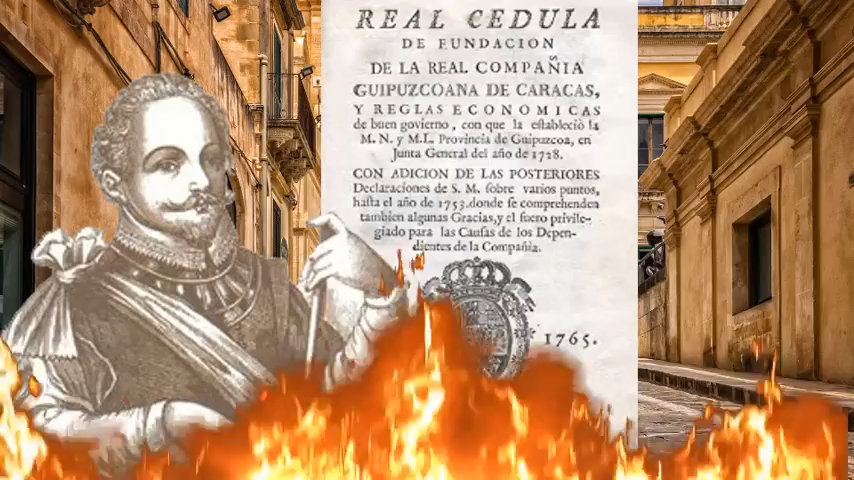 REAL CEDULA
DE FUNDACION
DE LA REAL COMPAÑIA
GUIPUZCOANA DE CARACAS,
Y REGLAS ECONOMICAS
de buen govierno, con que la estableciò la
M. N. y M.L. Provincia de Guipuzcoa, en
Junta General del año de 1728.
CON ADICION DE LAS POSTERIORES
Declaraciones de S. M. sobre varios puntos,
hasta el año de 1753.donde se comprehenden
tambien algunas Gracias,y el fuero privile-
giado para las Causas de los Depen-
dientes de la Compañia.
1765.